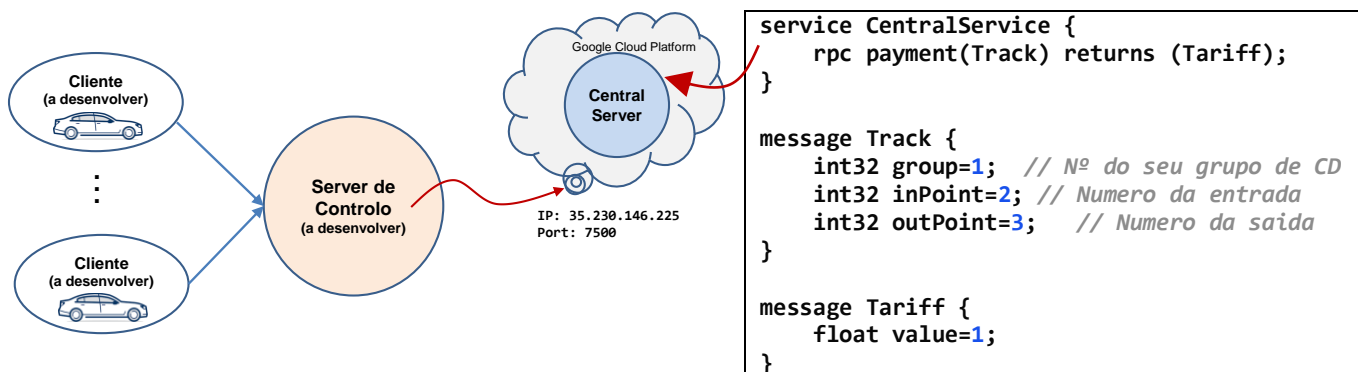 Cliente
(a desenvolver)
⋮
Cliente
(a desenvolver)
Server de
Controlo
(a desenvolver)
Google Cloud Platform
Central
Server
IP: 35.230.146.225
Port: 7500
service CentralService {
    rpc payment(Track) returns (Tariff);
}
message Track {
    int32 group=1;  // Nº do seu grupo de CD
    int32 inPoint=2; // Numero da entrada
    int32 outPoint=3;   // Numero da saida
}
message Tariff {
    float value=1;
}